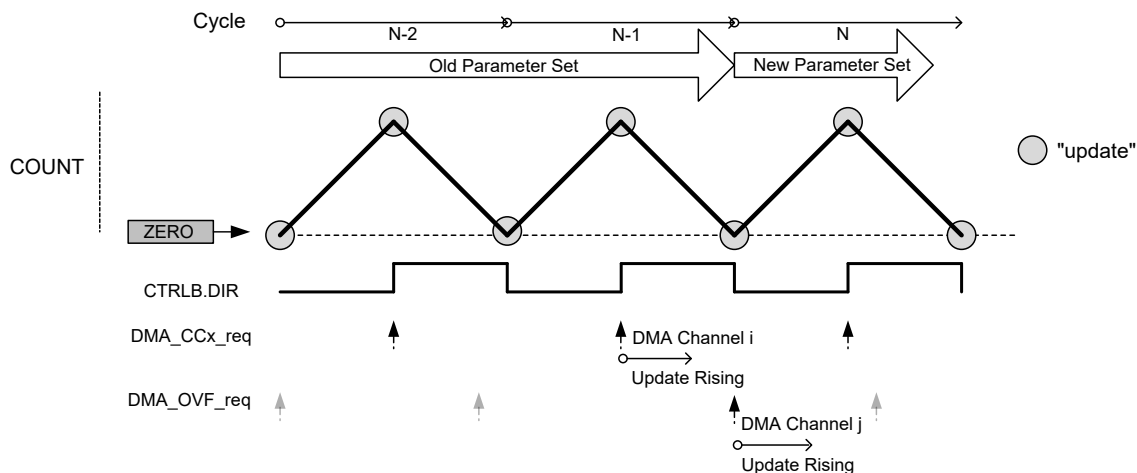 Cycle
N-2 N-1 N
Old Parameter Set New Parameter Set
COUNT
"update"
ZERO
CTRLB.DIR
DMA_CCx_req
DMA Channel i
Update Rising
DMA_OVF_req
DMA Channel j
Update Rising